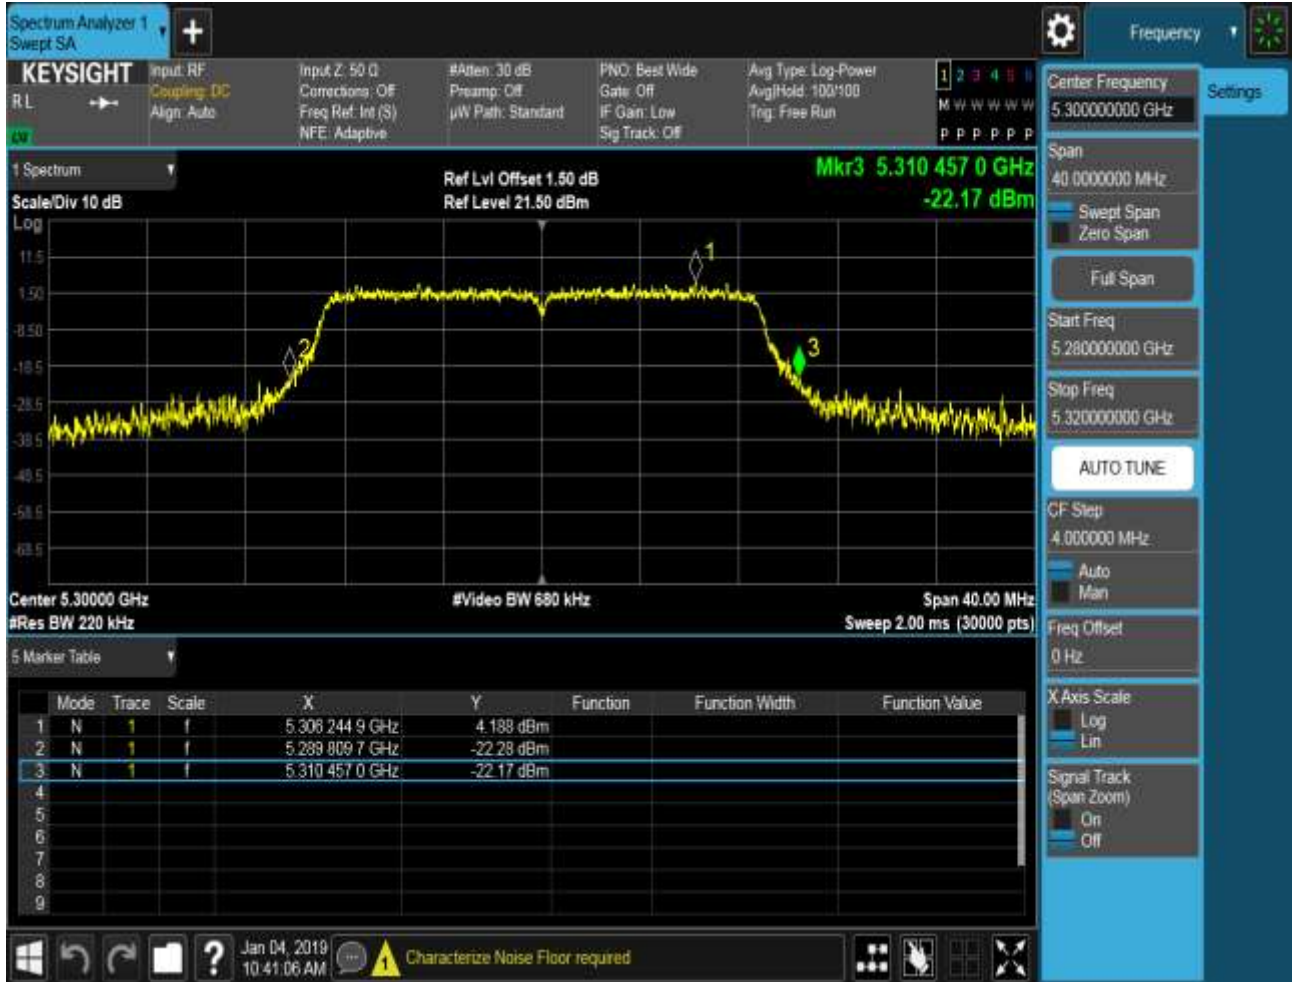 Spectrum Analyzer 1
Swept SA
+
Frequency
KEYSIGHT
R L
LXI
Input: RF
Coupling: DC
Align: Auto
Input Z: 50 Ω
Corrections: Off
Freq Ref: Int (S)
NFE: Adaptive
#Atten: 30 dB
Preamp: Off
µW Path: Standard
PNO: Best Wide
Gate: Off
IF Gain: Low
Sig Track: Off
Avg Type: Log-Power
Avg|Hold: 100/100
Trig: Free Run
1 2 3 4 5 6
M W W W W W
P P P P P P
1 Spectrum
Scale/Div 10 dB
Log
Ref Lvl Offset 1.50 dB
Ref Level 21.50 dBm
Mkr3 5.310 457 0 GHz
-22.17 dBm
11.5
1.50
-8.50
-18.5
-28.5
-38.5
-48.5
-58.5
-68.5
1
2
3
Center 5.30000 GHz
#Res BW 220 kHz
#Video BW 680 kHz
Span 40.00 MHz
Sweep 2.00 ms (30000 pts)
5 Marker Table
Mode Trace Scale X Y Function Function Width Function Value
1 N 1 f 5.306 244 9 GHz 4.188 dBm
2 N 1 f 5.289 809 7 GHz -22.28 dBm
3 N 1 f 5.310 457 0 GHz -22.17 dBm
4
5
6
7
8
9
?
Jan 04, 2019
10:41:06 AM
1
Characterize Noise Floor required
Center Frequency
5.300000000 GHz
Settings
Span
40.0000000 MHz
Swept Span
Zero Span
Full Span
Start Freq
5.280000000 GHz
Stop Freq
5.320000000 GHz
AUTO TUNE
CF Step
4.000000 MHz
Auto
Man
Freq Offset
0 Hz
X Axis Scale
Log
Lin
Signal Track
(Span Zoom)
On
Off